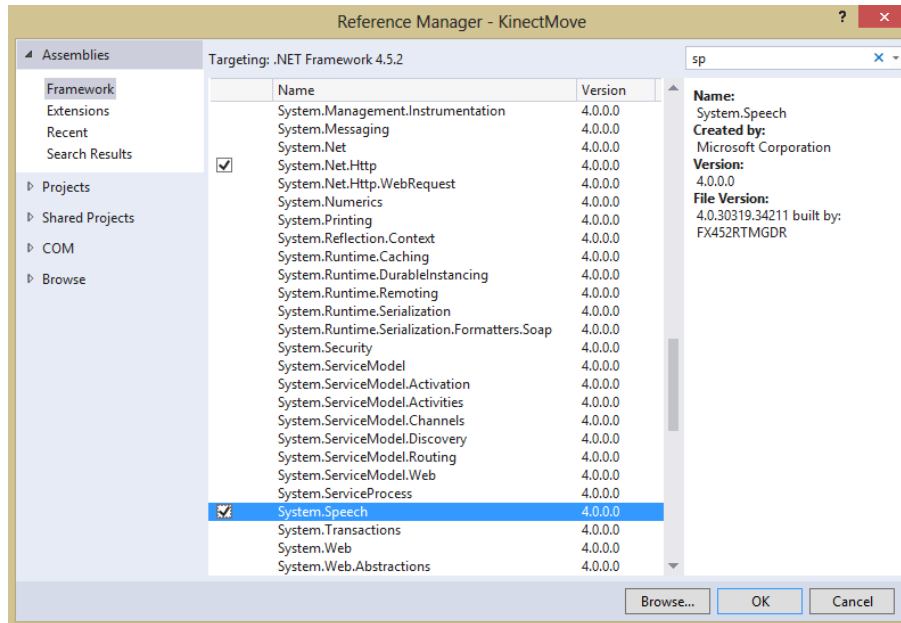 Reference Manager - KinectMove
?
×
Assemblies
Framework
Extensions
Recent
Search Results
Projects
Shared Projects
COM
Browse
Targeting: .NET Framework 4.5.2
sp
Name Version
System.Management.Instrumentation 4.0.0.0
System.Messaging 4.0.0.0
System.Net 4.0.0.0
System.Net.Http 4.0.0.0
System.Net.Http.WebRequest 4.0.0.0
System.Numerics 4.0.0.0
System.Printing 4.0.0.0
System.Reflection.Context 4.0.0.0
System.Runtime.Caching 4.0.0.0
System.Runtime.DurableInstancing 4.0.0.0
System.Runtime.Remoting 4.0.0.0
System.Runtime.Serialization 4.0.0.0
System.Runtime.Serialization.Formatters.Soap 4.0.0.0
System.Security 4.0.0.0
System.ServiceModel 4.0.0.0
System.ServiceModel.Activation 4.0.0.0
System.ServiceModel.Activities 4.0.0.0
System.ServiceModel.Channels 4.0.0.0
System.ServiceModel.Discovery 4.0.0.0
System.ServiceModel.Routing 4.0.0.0
System.ServiceModel.Web 4.0.0.0
System.ServiceProcess 4.0.0.0
System.Speech 4.0.0.0
System.Transactions 4.0.0.0
System.Web 4.0.0.0
System.Web.Abstractions 4.0.0.0
Name:
System.Speech
Created by:
Microsoft Corporation
Version:
4.0.0.0
File Version:
4.0.30319.34211 built by:
FX452RTMGDR
Browse...
OK
Cancel